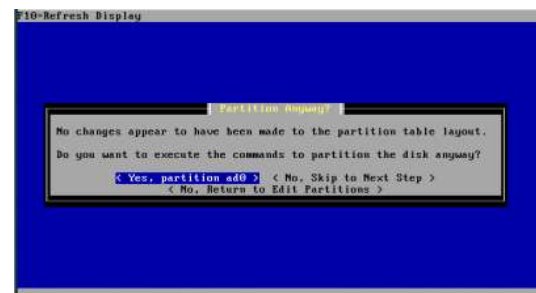 F10=Refresh Display
Partition Anyway?
No changes appear to have been made to the partition table layout.
Do you want to execute the commands to partition the disk anyway?
< Yes, partition ad0 > < No, Skip to Next Step >
< No, Return to Edit Partitions >